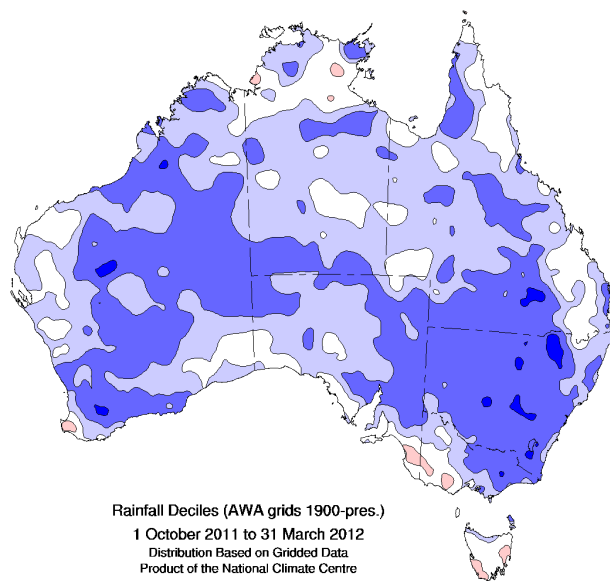 Rainfall Deciles (AWA grids 1900-pres.)
1 October 2011 to 31 March 2012
Distribution Based on Gridded Data
Product of the National Climate Centre